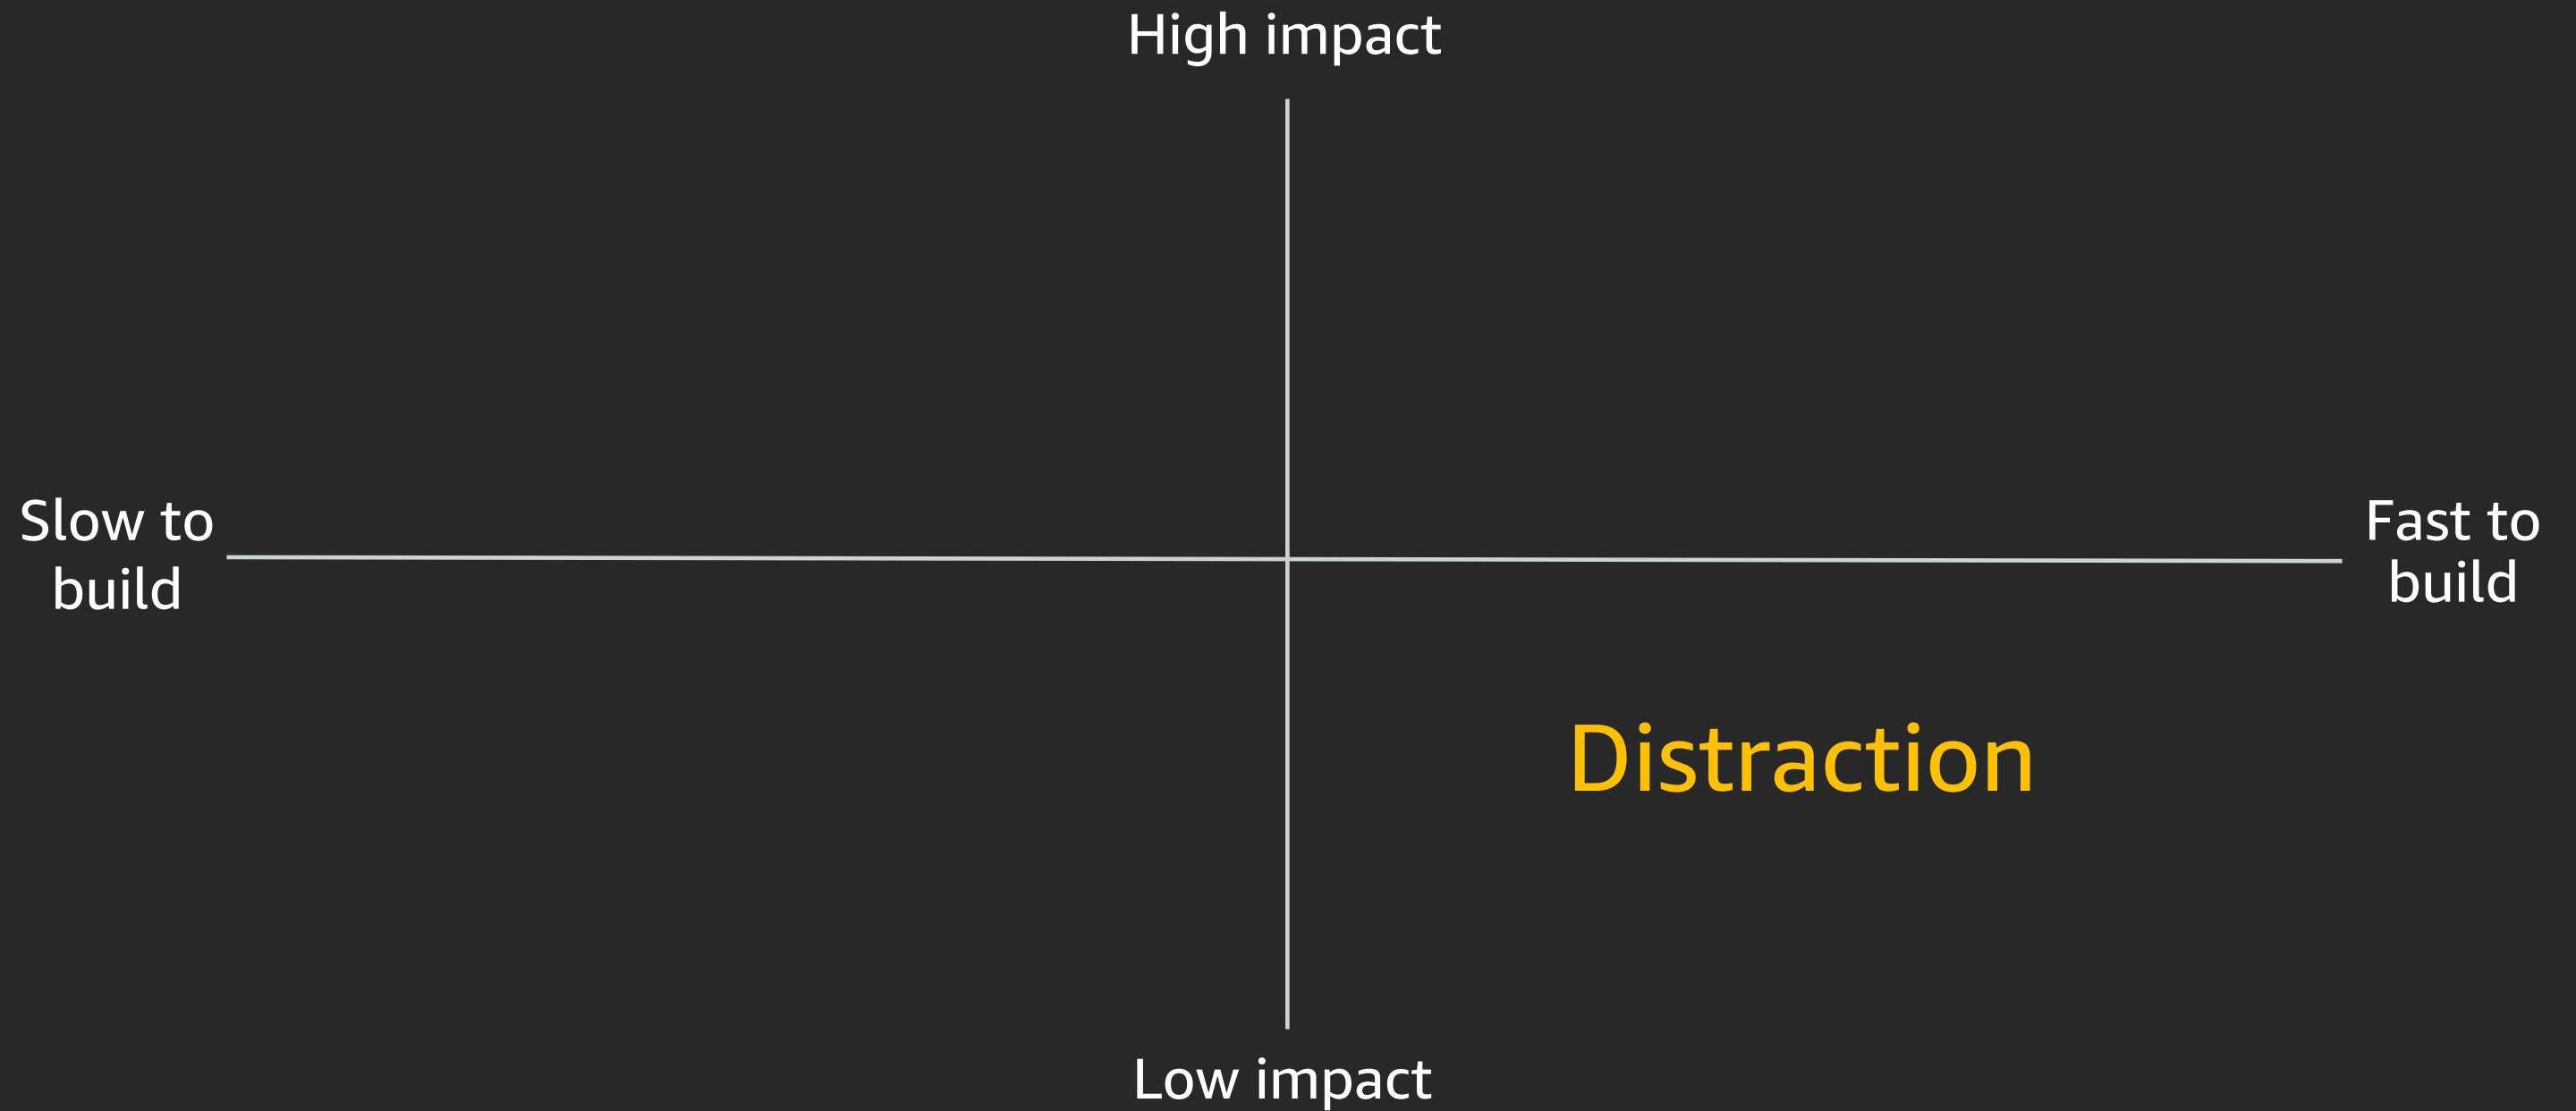 High impact
Slow to
build
Fast to
build
Distraction
Low impact